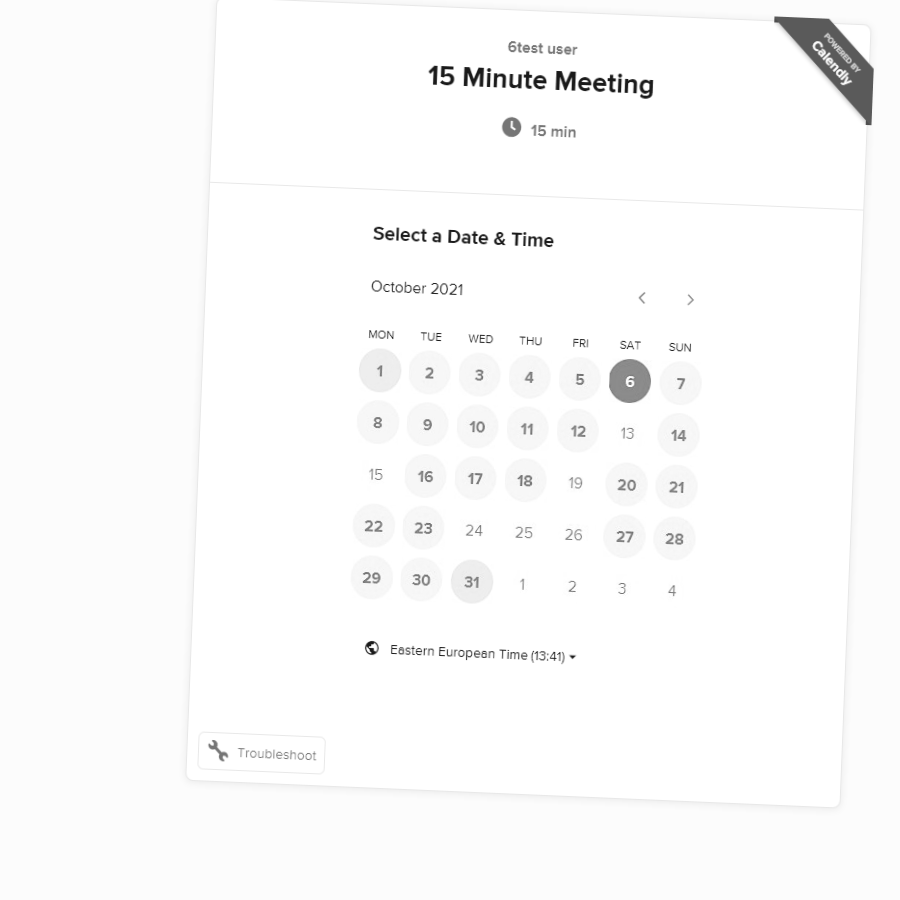 6test user
15 Minute Meeting
15 min
POWERED BY
Calendly
Select a Date & Time
October 2021
MON TUE WED THU FRI SAT SUN
1 2 3 4 5 6 7
8 9 10 11 12 13 14
15 16 17 18 19 20 21
22 23 24 25 26 27 28
29 30 31 1 2 3 4
Eastern European Time (13:41)
Troubleshoot